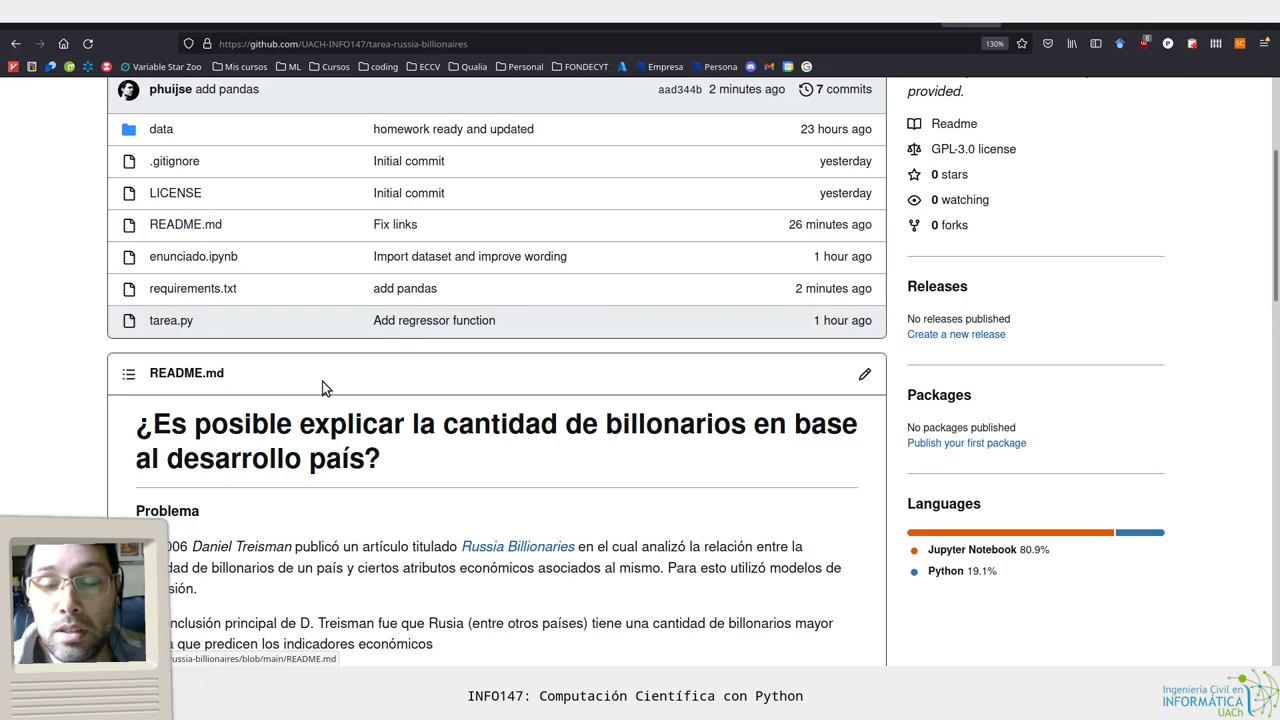 https://github.com/UACH-INFO147/tarea-russia-billionaires
130%
8
P
SC
Variable Star Zoo
Mis cursos
ML
Cursos
coding
ECCV
Qualia
Personal
FONDECYT
Empresa
Persona
phuijse add pandas
aad344b 2 minutes ago
7 commits
data homework ready and updated 23 hours ago
.gitignore Initial commit yesterday
LICENSE Initial commit yesterday
README.md Fix links 26 minutes ago
enunciado.ipynb Import dataset and improve wording 1 hour ago
requirements.txt add pandas 2 minutes ago
tarea.py Add regressor function 1 hour ago
README.md
¿Es posible explicar la cantidad de billonarios en base
al desarrollo país?
Problema
006 Daniel Treisman publicó un artículo titulado Russia Billionaries en el cual analizó la relación entre la
dad de billonarios de un país y ciertos atributos económicos asociados al mismo. Para esto utilizó modelos de
sión.
nclusión principal de D. Treisman fue que Rusia (entre otros países) tiene una cantidad de billonarios mayor
que predicen los indicadores económicos
russia-billionaires/blob/main/README.md
provided.
Readme
GPL-3.0 license
0 stars
0 watching
0 forks
Releases
No releases published
Create a new release
Packages
No packages published
Publish your first package
Languages
Jupyter Notebook 80.9%
Python 19.1%
INFO147: Computación Científica con Python
Ingeniería Civil en
INFORMÁTICA
UACh